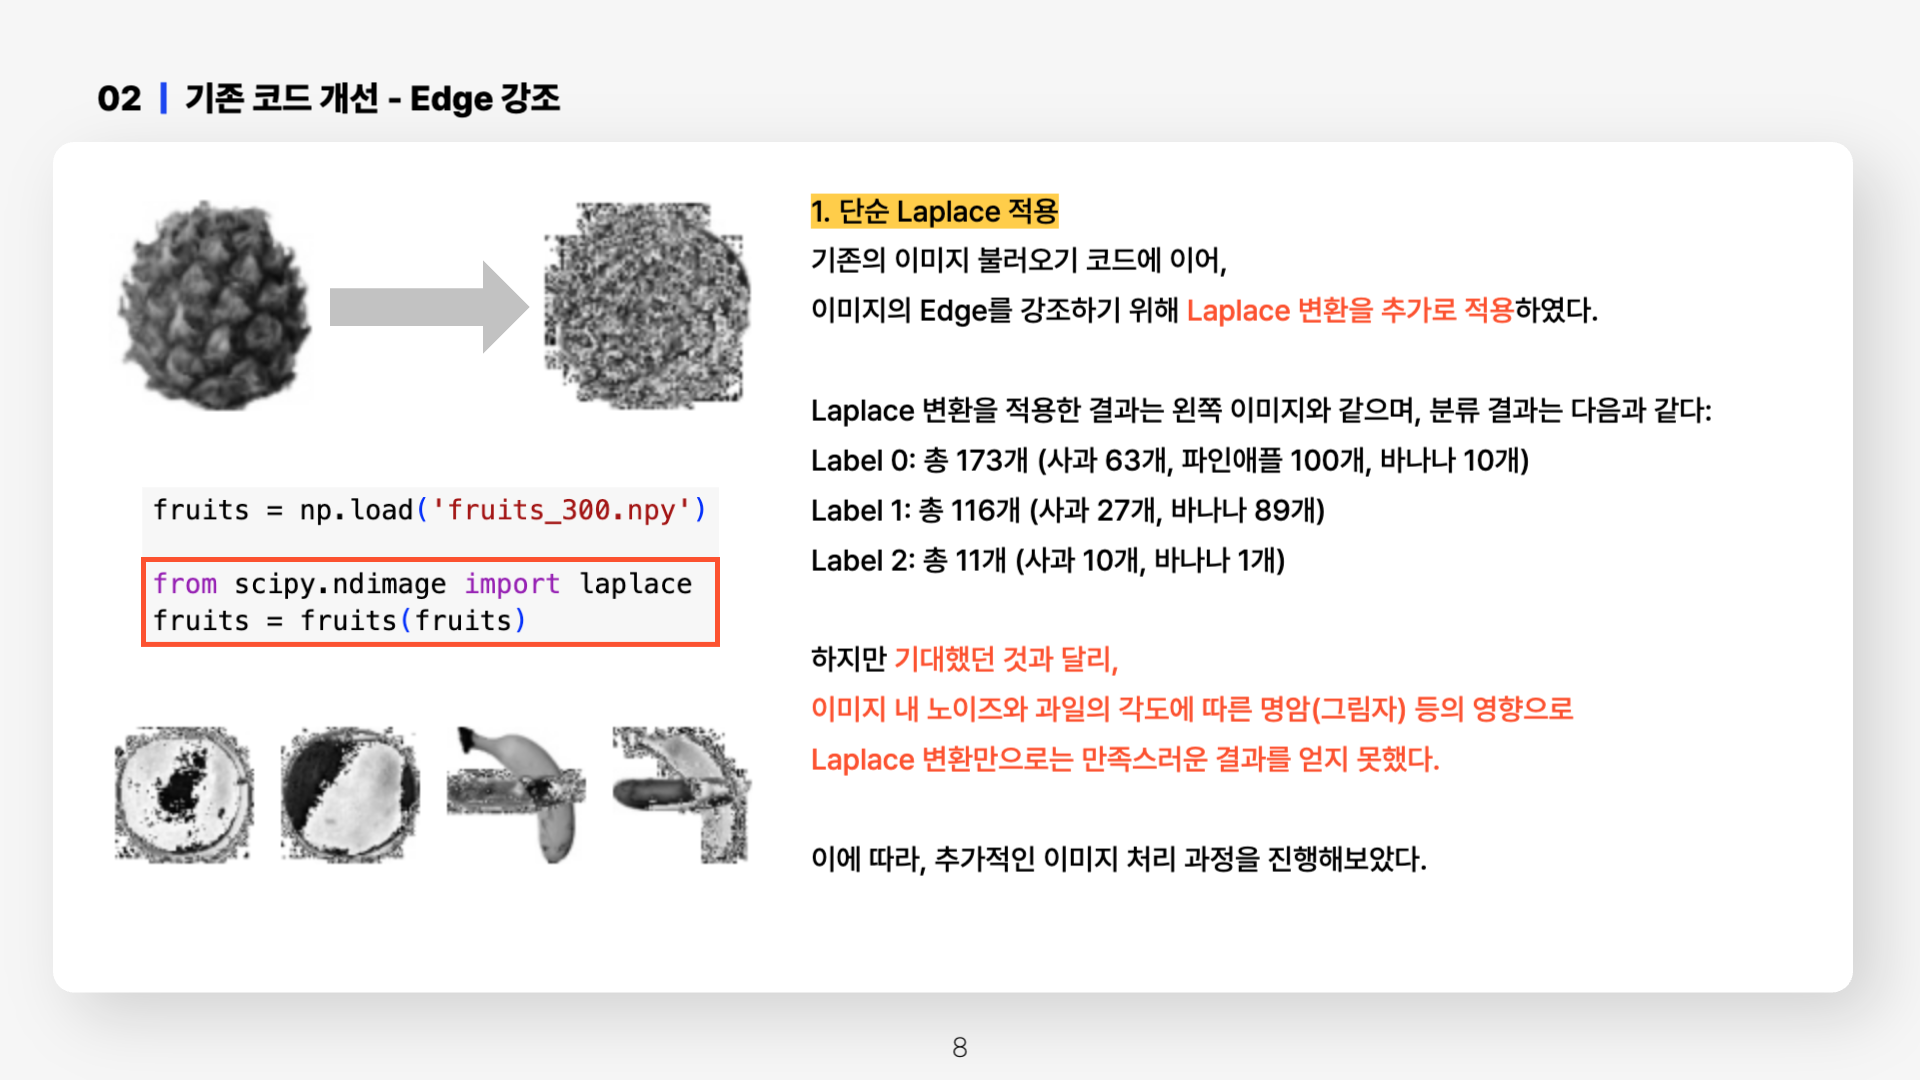 02 | 기존 코드 개선 - Edge 강조
1. 단순 Laplace 적용
기존의 이미지 불러오기 코드에 이어,
이미지의 Edge를 강조하기 위해 Laplace 변환을 추가로 적용하였다.
Laplace 변환을 적용한 결과는 왼쪽 이미지와 같으며, 분류 결과는 다음과 같다:
Label 0: 총 173개 (사과 63개, 파인애플 100개, 바나나 10개)
Label 1: 총 116개 (사과 27개, 바나나 89개)
Label 2: 총 11개 (사과 10개, 바나나 1개)
하지만 기대했던 것과 달리,
이미지 내 노이즈와 과일의 각도에 따른 명암(그림자) 등의 영향으로
Laplace 변환만으로는 만족스러운 결과를 얻지 못했다.
이에 따라, 추가적인 이미지 처리 과정을 진행해보았다.
fruits = np.load('fruits_300.npy')
from scipy.ndimage import laplace
fruits = fruits(fruits)
8